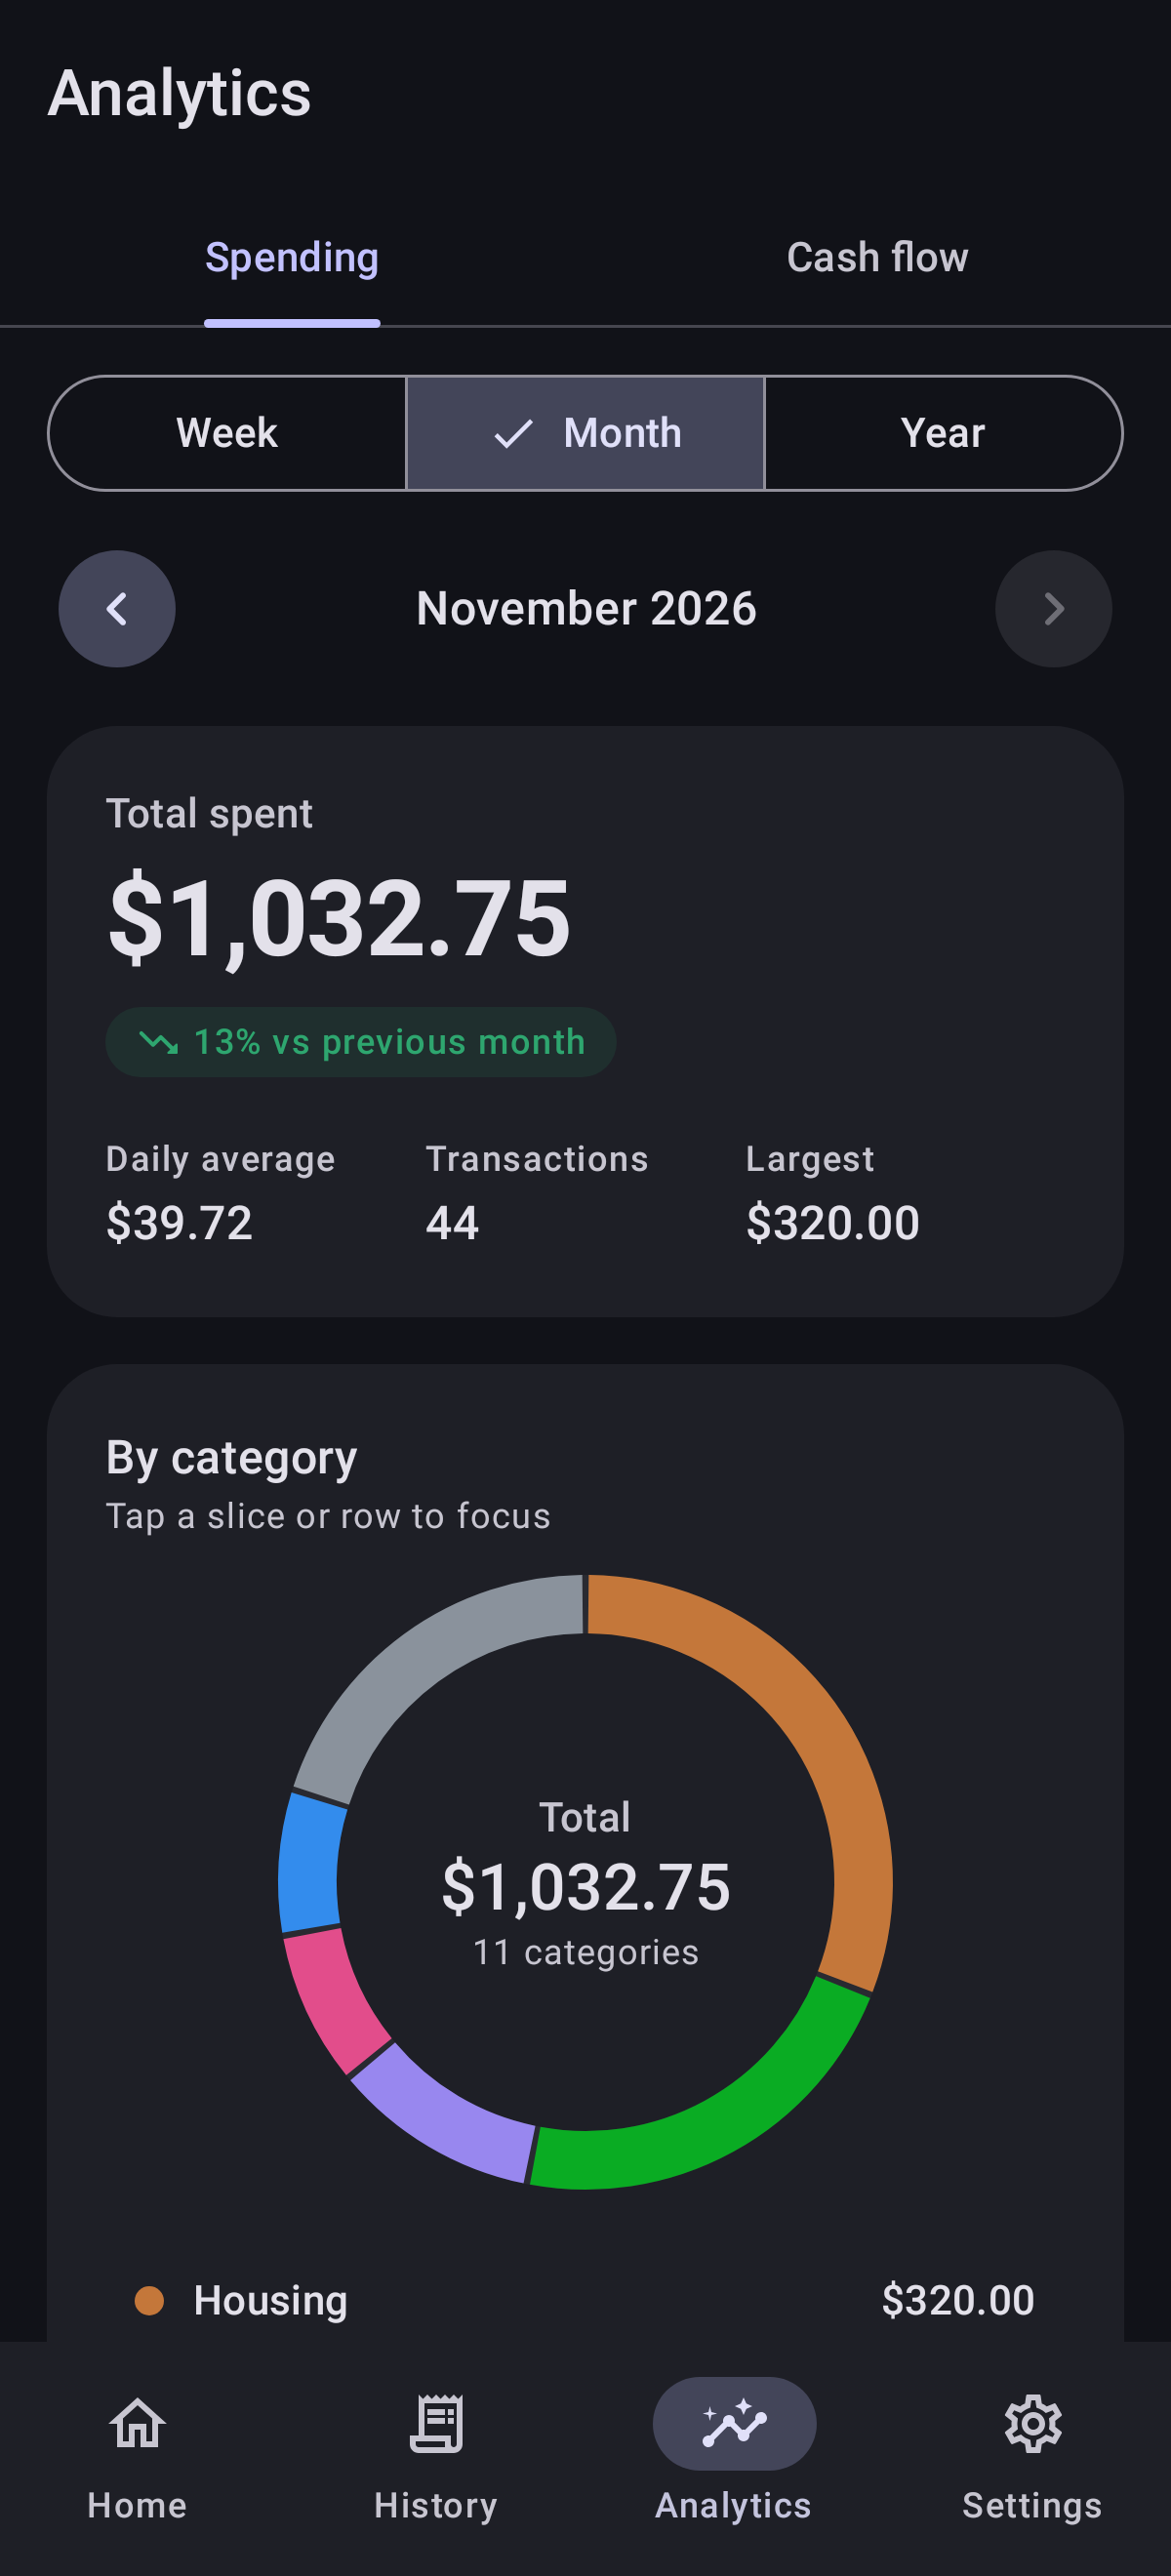 Analytics
Spending
Cash flow
Week
Month
Year
November 2026
Total spent
$1,032.75
13% vs previous month
Daily average
Transactions
Largest
$39.72
44
$320.00
By category
Tap a slice or row to focus
Total
$1,032.75
11 categories
Housing
$320.00
Home
History
Analytics
Settings